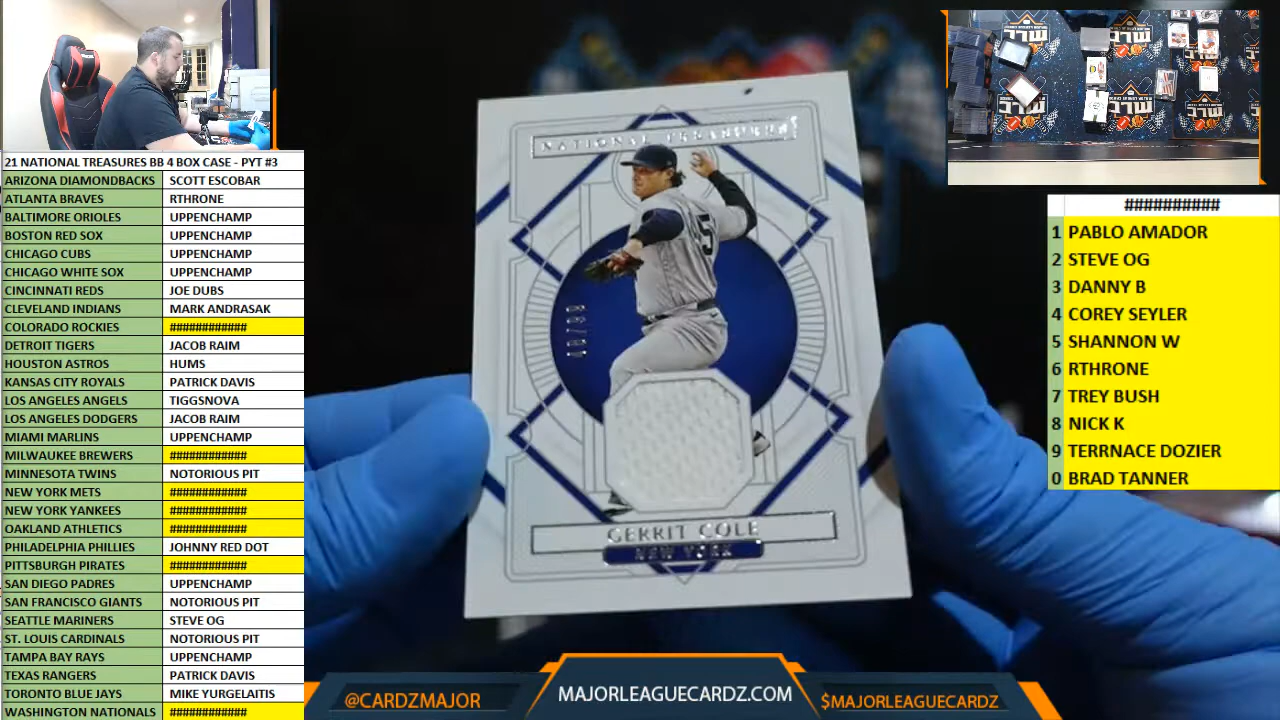 21 NATIONAL TREASURES BB 4 BOX CASE - PYT #3
ARIZONA DIAMONDBACKS SCOTT ESCOBAR
ATLANTA BRAVES RTHRONE
BALTIMORE ORIOLES UPPENCHAMP
BOSTON RED SOX UPPENCHAMP
CHICAGO CUBS UPPENCHAMP
CHICAGO WHITE SOX UPPENCHAMP
CINCINNATI REDS JOE DUBS
CLEVELAND INDIANS MARK ANDRASAK
COLORADO ROCKIES ############
DETROIT TIGERS JACOB RAIM
HOUSTON ASTROS HUMS
KANSAS CITY ROYALS PATRICK DAVIS
LOS ANGELES ANGELS TIGGSNOVA
LOS ANGELES DODGERS JACOB RAIM
MIAMI MARLINS UPPENCHAMP
MILWAUKEE BREWERS ############
MINNESOTA TWINS NOTORIOUS PIT
NEW YORK METS ############
NEW YORK YANKEES ############
OAKLAND ATHLETICS ############
PHILADELPHIA PHILLIES JOHNNY RED DOT
PITTSBURGH PIRATES ############
SAN DIEGO PADRES UPPENCHAMP
SAN FRANCISCO GIANTS NOTORIOUS PIT
SEATTLE MARINERS STEVE OG
ST. LOUIS CARDINALS NOTORIOUS PIT
TAMPA BAY RAYS UPPENCHAMP
TEXAS RANGERS PATRICK DAVIS
TORONTO BLUE JAYS MIKE YURGELAITIS
WASHINGTON NATIONALS ############
NATIONAL TREASURES
GERRIT COLE
NEW YORK
@CARDZMAJOR
MAJORLEAGUECARDZ.COM
$MAJORLEAGUECARDZ
##########
1 PABLO AMADOR
2 STEVE OG
3 DANNY B
4 COREY SEYLER
5 SHANNON W
6 RTHRONE
7 TREY BUSH
8 NICK K
9 TERRNACE DOZIER
0 BRAD TANNER